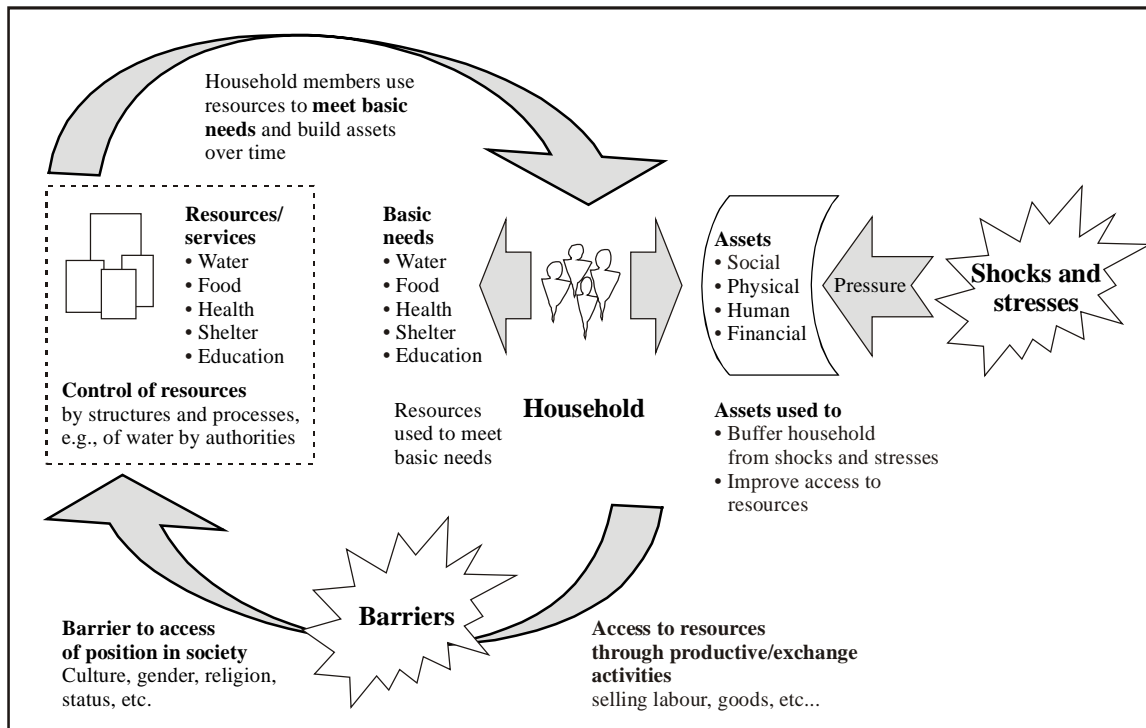 Household members use
resources to meet basic
needs and build assets
over time
Resources/
services
• Water
• Food
• Health
• Shelter
• Education
Control of resources
by structures and processes,
e.g., of water by authorities
Basic
needs
• Water
• Food
• Health
• Shelter
• Education
Resources
used to meet
basic needs
Household
Assets
• Social
• Physical
• Human
• Financial
Pressure
Shocks and
stresses
Assets used to
• Buffer household
from shocks and stresses
• Improve access to
resources
Barriers
Barrier to access
of position in society
Culture, gender, religion,
status, etc.
Access to resources
through productive/exchange
activities
selling labour, goods, etc...